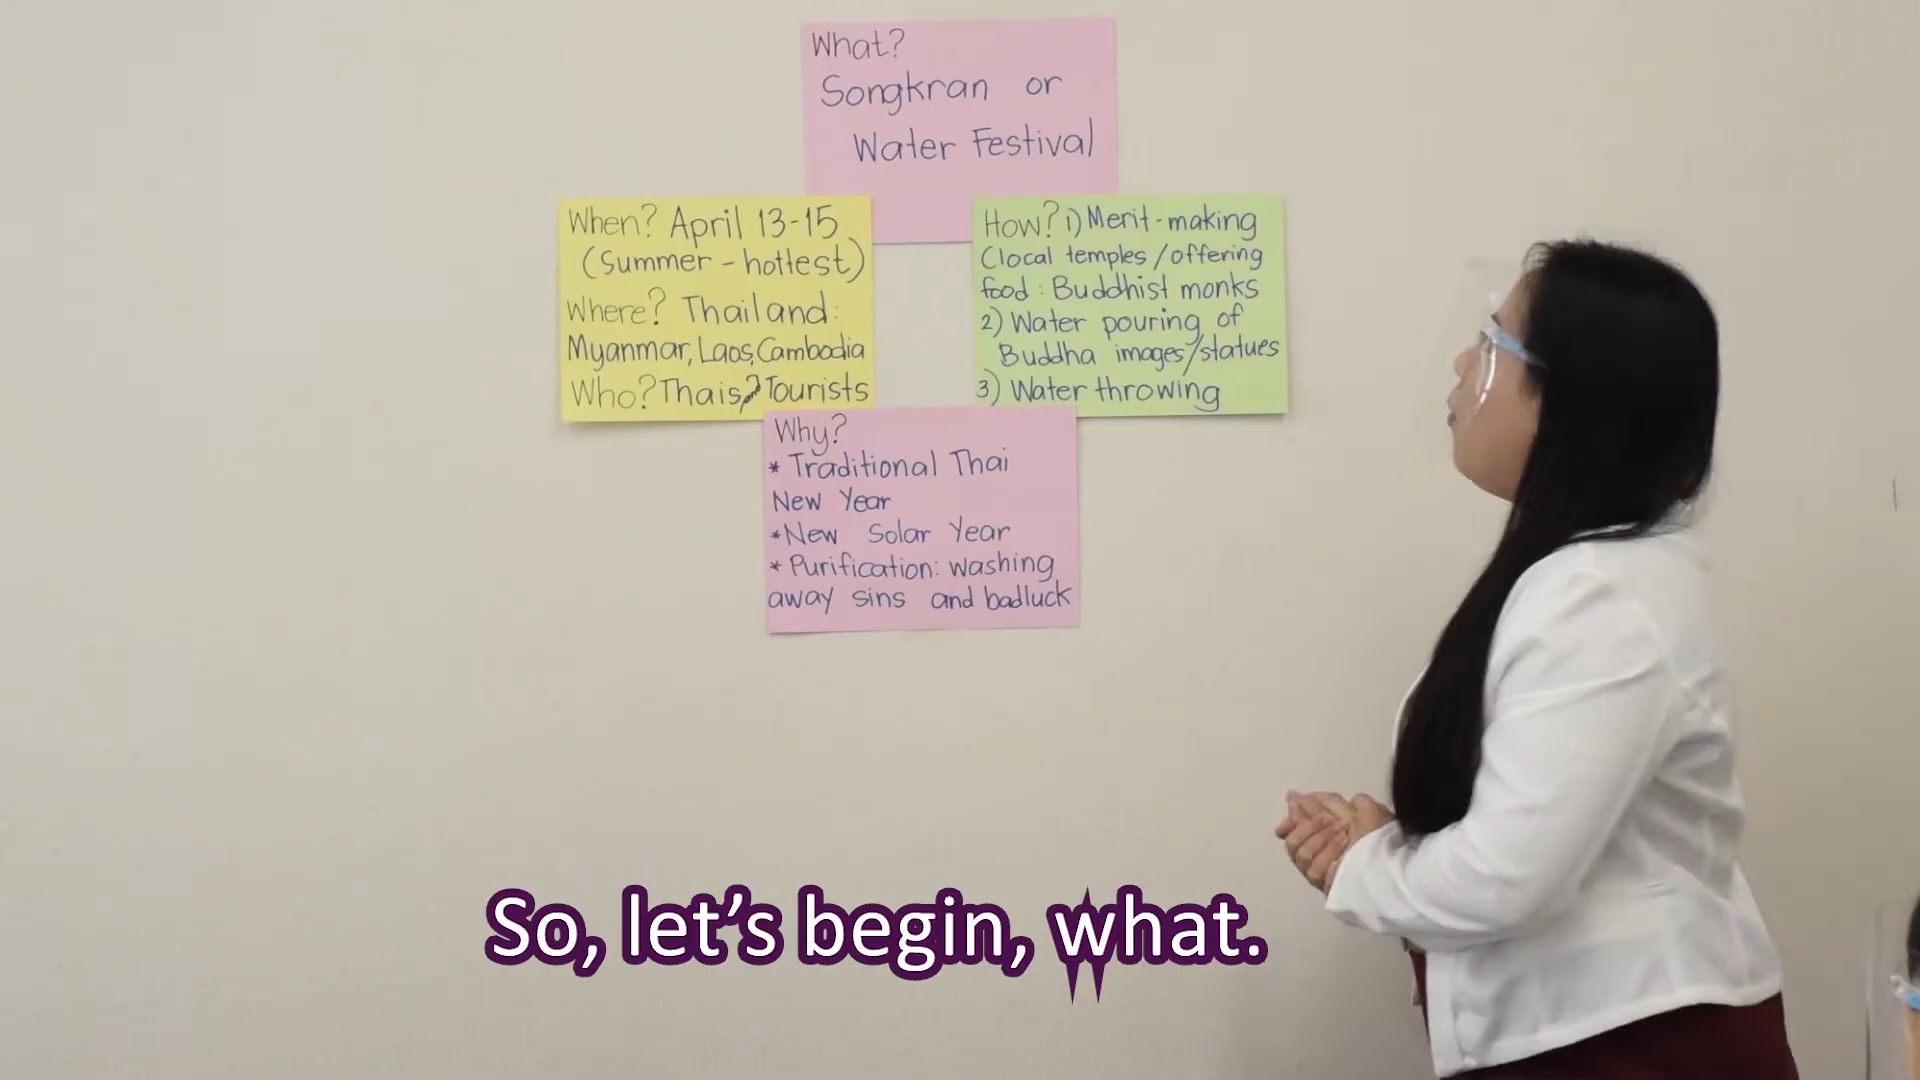 What?
Songkran or
Water Festival
When? April 13-15
(Summer - hottest)
Where? Thailand:
Myanmar, Laos, Cambodia
Who? Thais, and Tourists
How? 1) Merit-making
(local temples/offering
food: Buddhist monks
2) Water pouring of
Buddha images/statues
3) Water throwing
Why?
* Traditional Thai
New Year
* New Solar Year
* Purification: washing
away sins and badluck
So, let's begin, what.